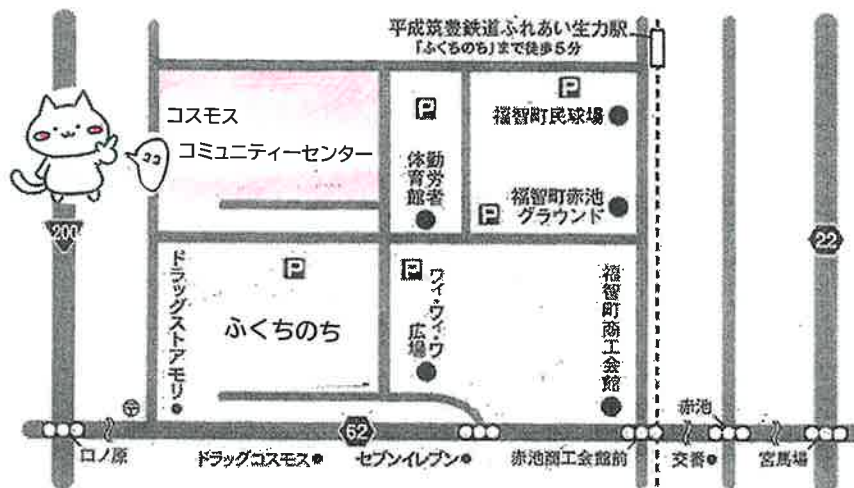 平成筑豊鉄道ふれあい生力駅
「ふくちのち」まで徒歩5分
コスモス
コミュニティーセンター
ココ
P
勤労者
体育館
P
福智町民球場
P
福智町赤池
グラウンド
200
22
ドラッグストアモリ
P
ふくちのち
P
ワィ・ワィ・ワ
広場
福智町商工会館
〒
62
赤池
口ノ原
ドラッグコスモス
セブンイレブン
赤池商工会館前
交番
宮馬場